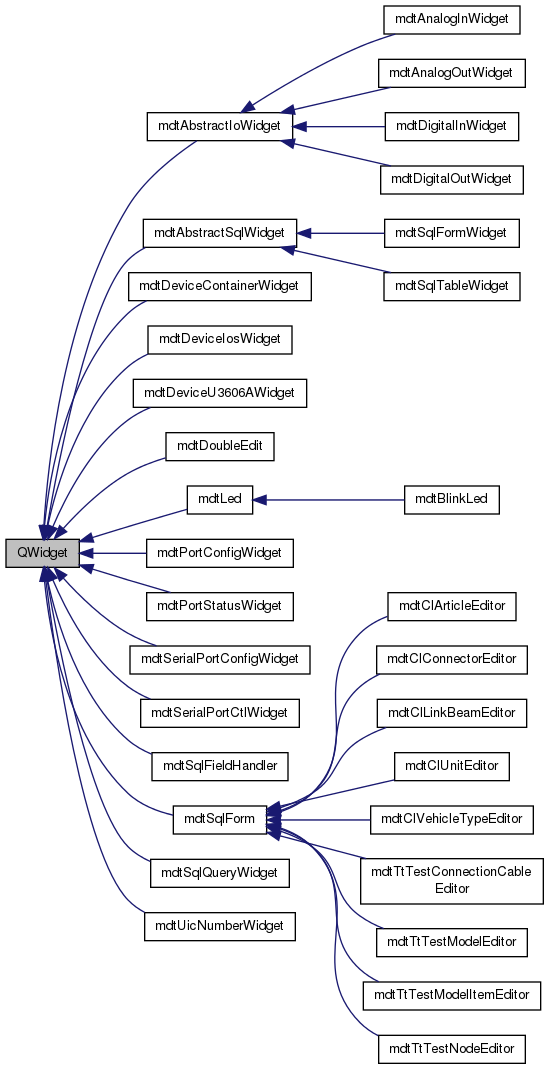 mdtAnalogInWidget
mdtAnalogOutWidget
mdtAbstractIoWidget
mdtDigitalInWidget
mdtDigitalOutWidget
mdtAbstractSqlWidget
mdtSqlFormWidget
mdtDeviceContainerWidget
mdtSqlTableWidget
mdtDeviceIosWidget
mdtDeviceU3606AWidget
mdtDoubleEdit
mdtLed
mdtBlinkLed
QWidget
mdtPortConfigWidget
mdtPortStatusWidget
mdtClArticleEditor
mdtSerialPortConfigWidget
mdtClConnectorEditor
mdtSerialPortCtlWidget
mdtClLinkBeamEditor
mdtSqlFieldHandler
mdtClUnitEditor
mdtSqlForm
mdtClVehicleTypeEditor
mdtSqlQueryWidget
mdtTtTestConnectionCable
Editor
mdtUicNumberWidget
mdtTtTestModelEditor
mdtTtTestModelItemEditor
mdtTtTestNodeEditor